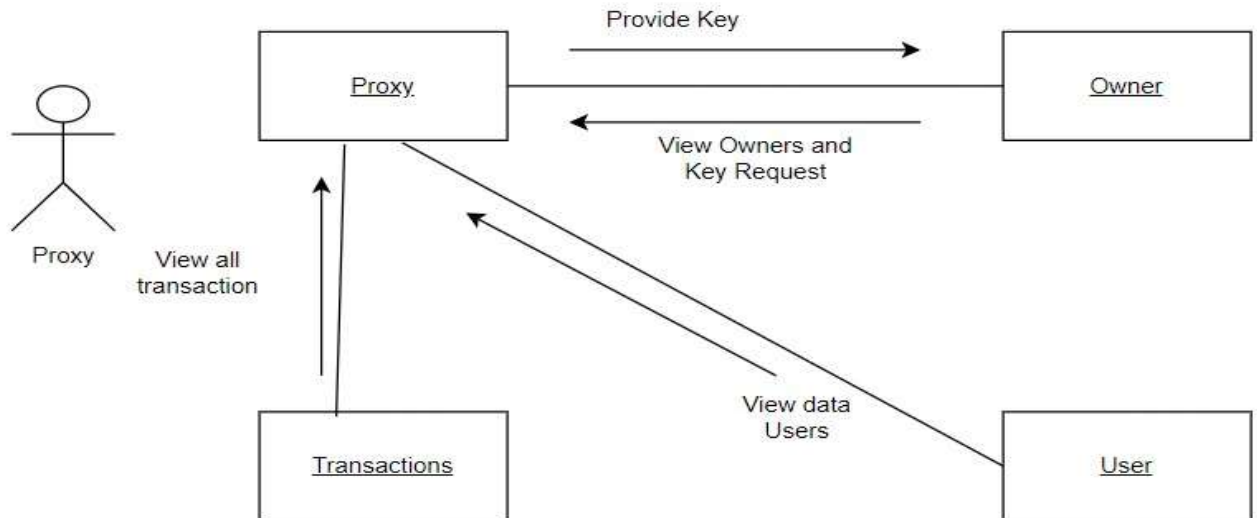 Provide Key
Proxy
Owner
View Owners and
Key Request
Proxy
View all
transaction
View data
Users
Transactions
User